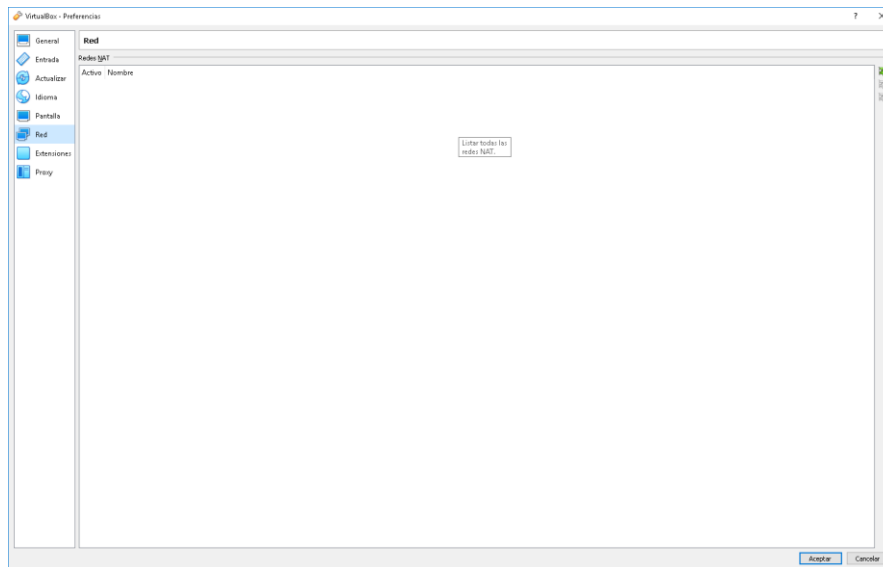 VirtualBox - Preferencias
?
General
Entrada
Actualizar
Idioma
Pantalla
Red
Extensiones
Proxy
Red
Redes NAT
Activo Nombre
Listar todas las
redes NAT.
Aceptar
Cancelar